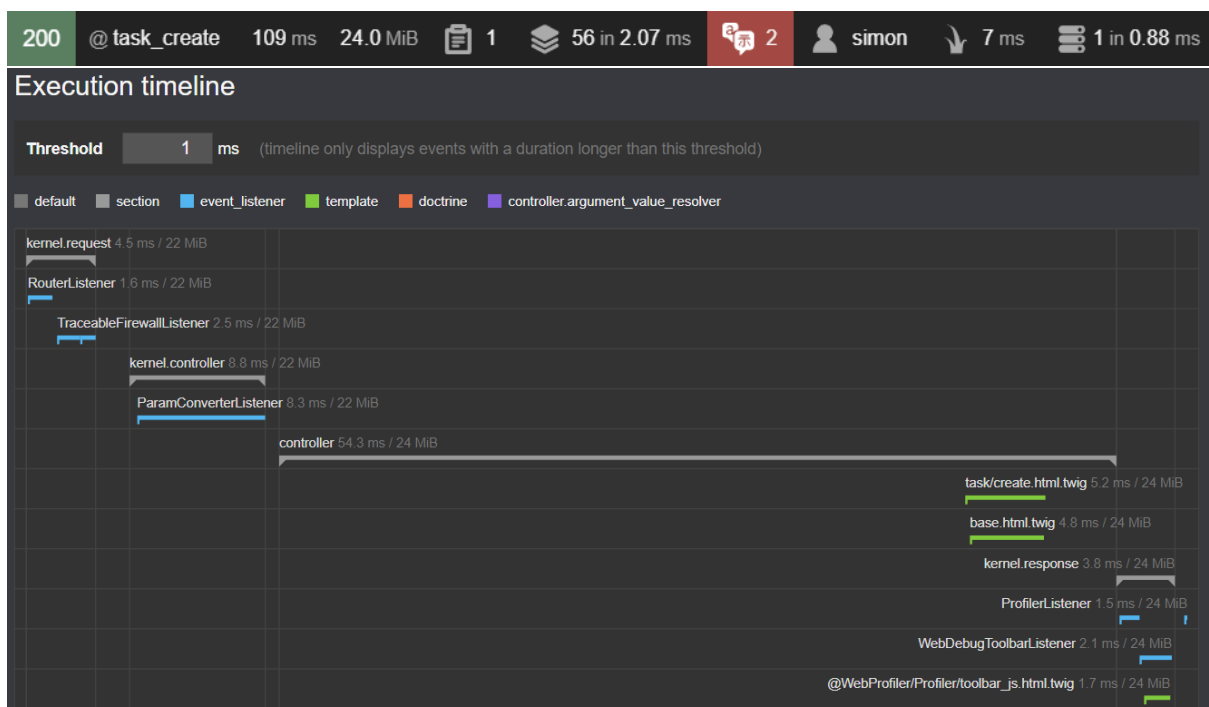 200 @ task_create 109 ms 24.0 MiB 1 56 in 2.07 ms 2 simon 7 ms 1 in 0.88 ms
Execution timeline
Threshold 1 ms (timeline only displays events with a duration longer than this threshold)
default section event_listener template doctrine controller.argument_value_resolver
kernel.request 4.5 ms / 22 MiB
RouterListener 1.6 ms / 22 MiB
TraceableFirewallListener 2.5 ms / 22 MiB
kernel.controller 8.8 ms / 22 MiB
ParamConverterListener 8.3 ms / 22 MiB
controller 54.3 ms / 24 MiB
task/create.html.twig 5.2 ms / 24 MiB
base.html.twig 4.8 ms / 24 MiB
kernel.response 3.8 ms / 24 MiB
ProfilerListener 1.5 ms / 24 MiB
WebDebugToolbarListener 2.1 ms / 24 MiB
@WebProfiler/Profiler/toolbar_js.html.twig 1.7 ms / 24 MiB